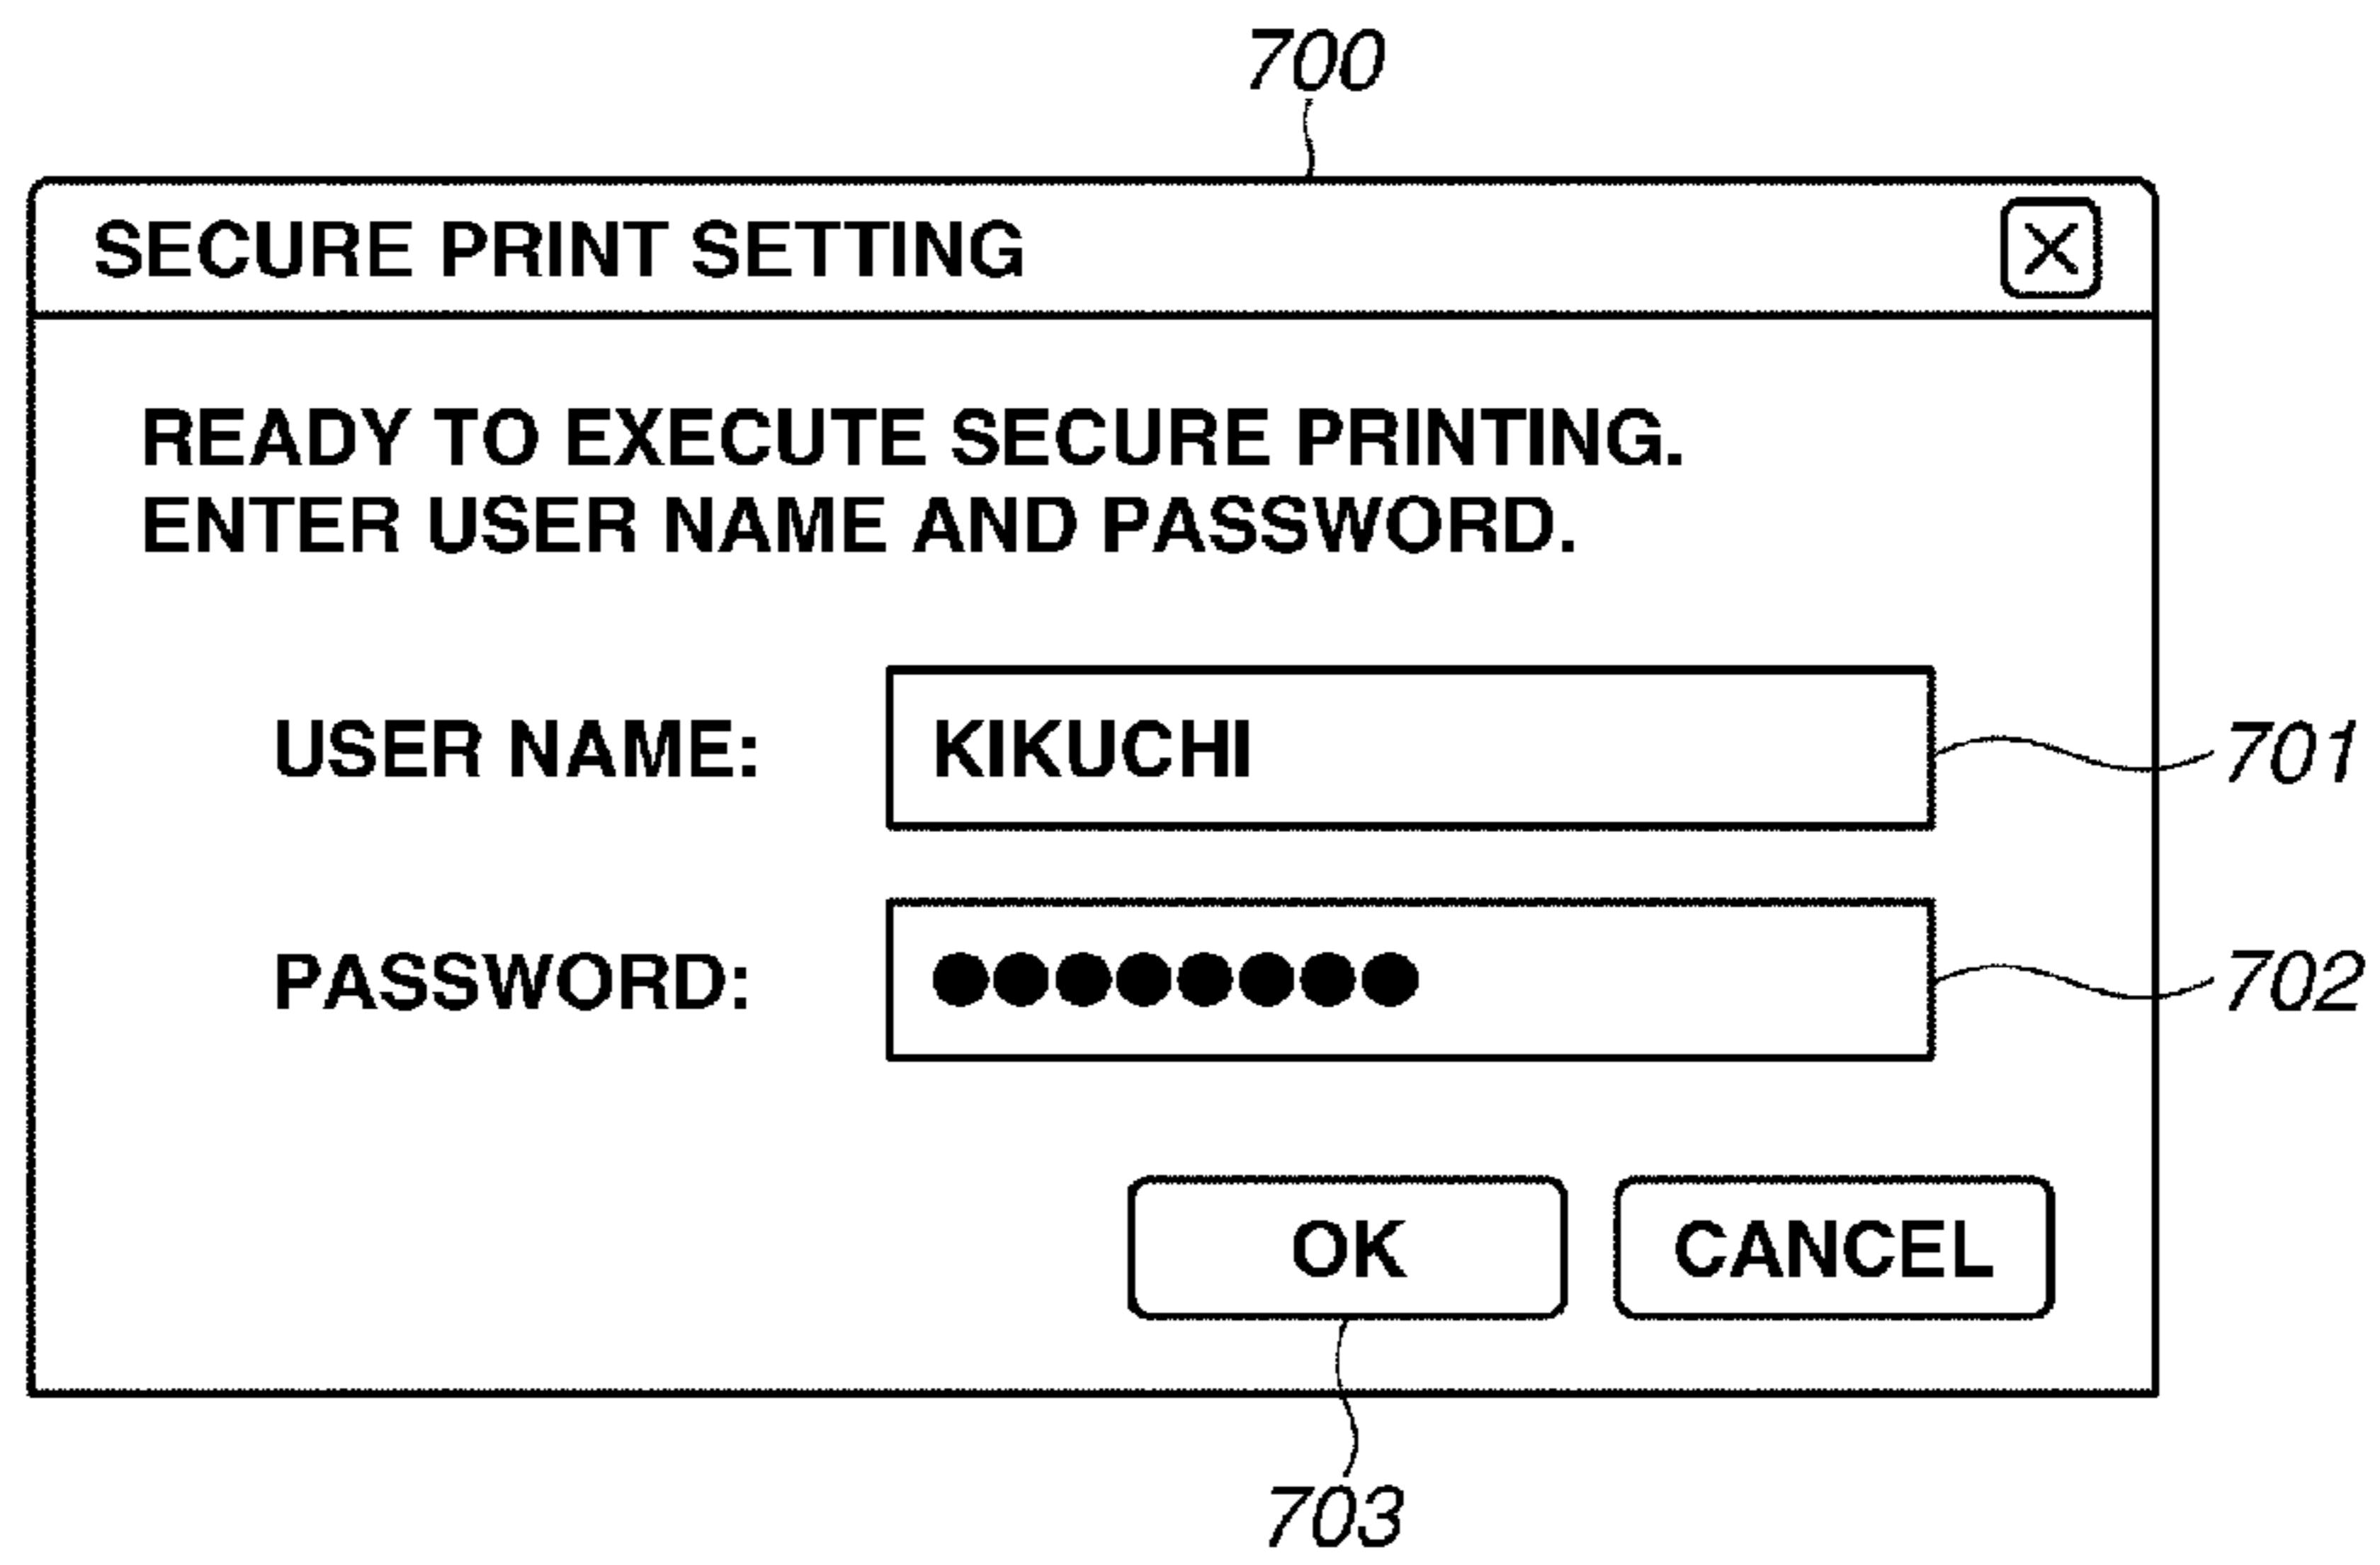 700
SECURE PRINT SETTING X
READY TO EXECUTE SECURE PRINTING.
ENTER USER NAME AND PASSWORD.
USER NAME: KIKUCHI 701
PASSWORD: ●●●●●●●● 702
OK CANCEL
703